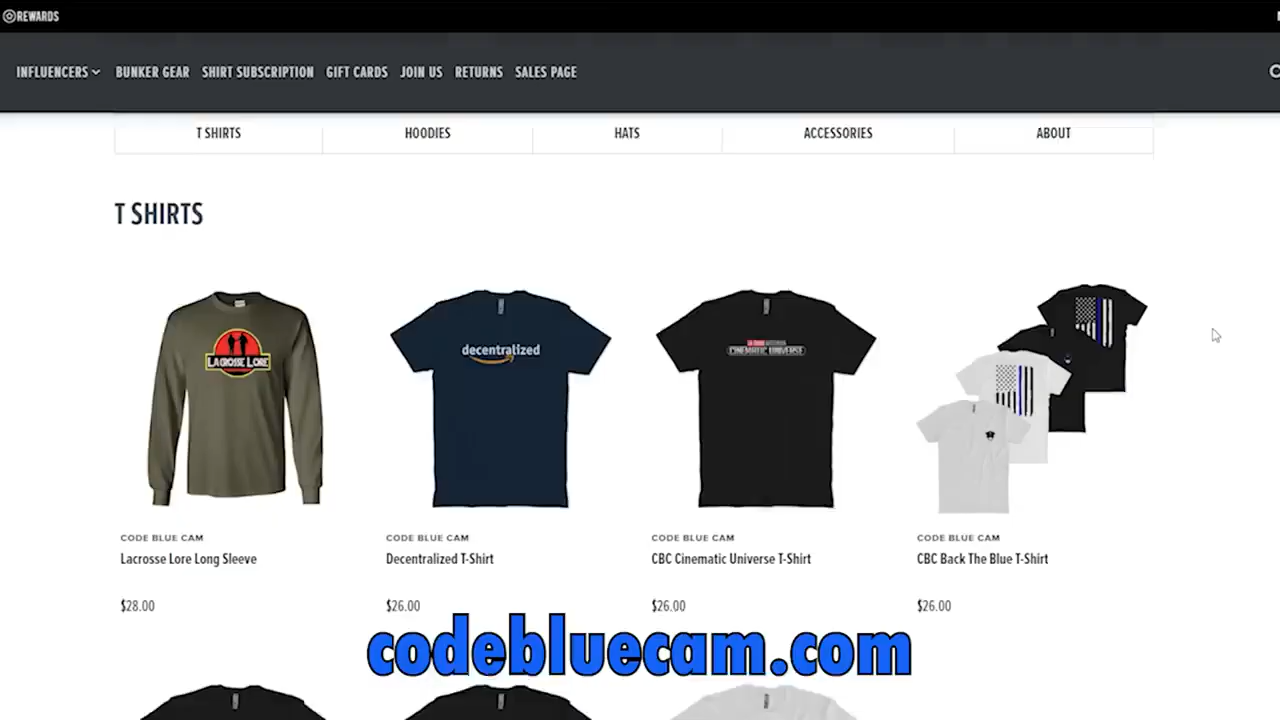 REWARDS
INFLUENCERS BUNKER GEAR SHIRT SUBSCRIPTION GIFT CARDS JOIN US RETURNS SALES PAGE
T SHIRTS HOODIES HATS ACCESSORIES ABOUT
T SHIRTS
LACROSSE LORE
decentralized
CINEMATIC UNIVERSE
CODE BLUE CAM CODE BLUE CAM CODE BLUE CAM CODE BLUE CAM
Lacrosse Lore Long Sleeve Decentralized T-Shirt CBC Cinematic Universe T-Shirt CBC Back The Blue T-Shirt
$28.00 $26.00 $26.00 $26.00
codebluecam.com